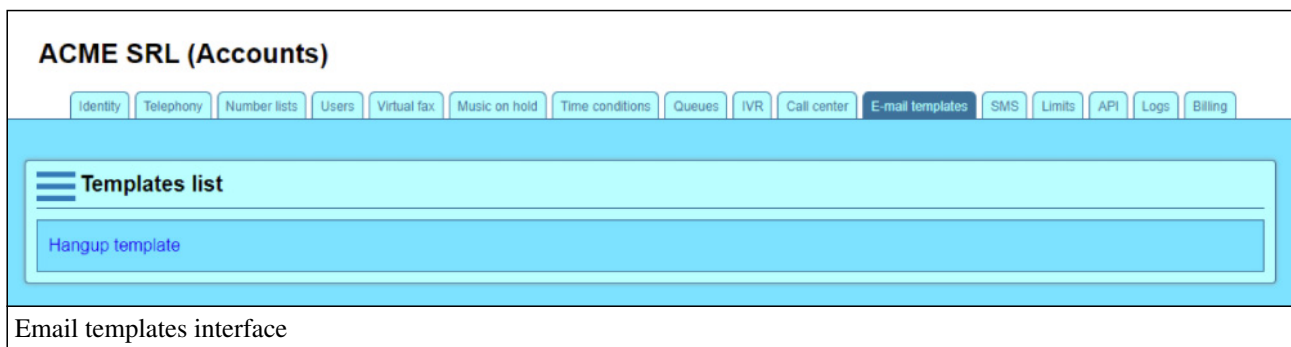 ACME SRL (Accounts)
Identity Telephony Number lists Users Virtual fax Music on hold Time conditions Queues IVR Call center E-mail templates SMS Limits API Logs Billing
Templates list
Hangup template
Email templates interface